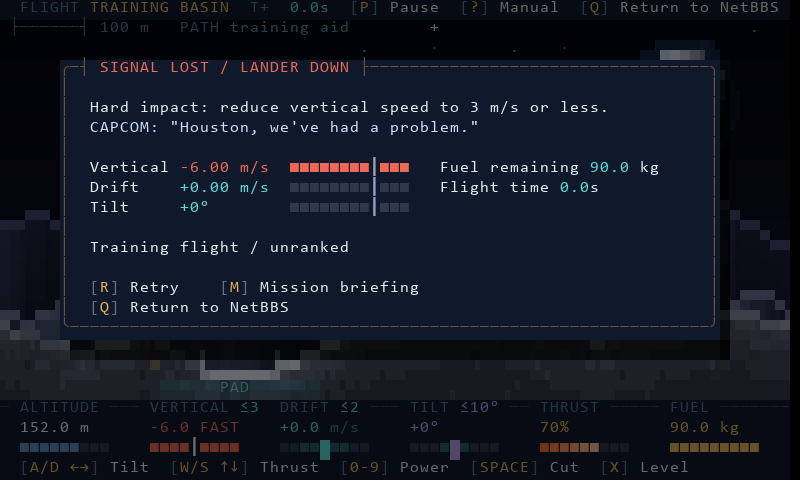 FLIGHT TRAINING BASIN T+ 0.0s [P] Pause [?] Manual [Q] Return to NetBBS
100 m PATH training aid
SIGNAL LOST / LANDER DOWN
Hard impact: reduce vertical speed to 3 m/s or less.
CAPCOM: "Houston, we've had a problem."
Vertical -6.00 m/s Fuel remaining 90.0 kg
Drift +0.00 m/s Flight time 0.0s
Tilt +0°
Training flight / unranked
[R] Retry [M] Mission briefing
[Q] Return to NetBBS
PAD
ALTITUDE VERTICAL ≤3 DRIFT ≤2 TILT ≤10° THRUST FUEL
152.0 m -6.0 FAST +0.0 m/s +0° 70% 90.0 kg
[A/D ←→] Tilt [W/S ↑↓] Thrust [0-9] Power [SPACE] Cut [X] Level